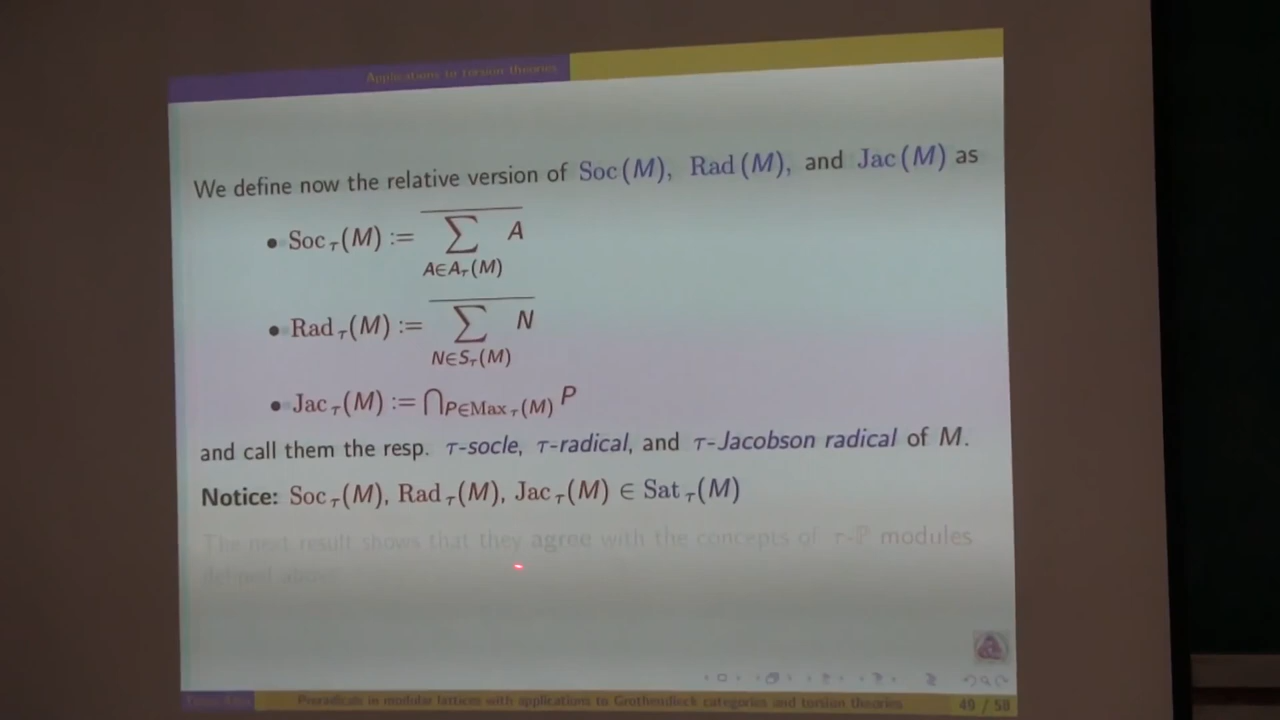 Applications to torsion theories
We define now the relative version of Soc(M), Rad(M), and Jac(M) as
• Soc_τ(M) := \overline{∑_{A∈A_τ(M)} A}
• Rad_τ(M) := \overline{∑_{N∈S_τ(M)} N}
• Jac_τ(M) := ⋂_{P∈Max_τ(M)} P
and call them the resp. τ-socle, τ-radical, and τ-Jacobson radical of M.
Notice: Soc_τ(M), Rad_τ(M), Jac_τ(M) ∈ Sat_τ(M)
The next result shows that they agree with the concepts of τ-ℙ modules
defined above
Preradicals in modular lattices with applications to Grothendieck categories and torsion theories 49 / 58